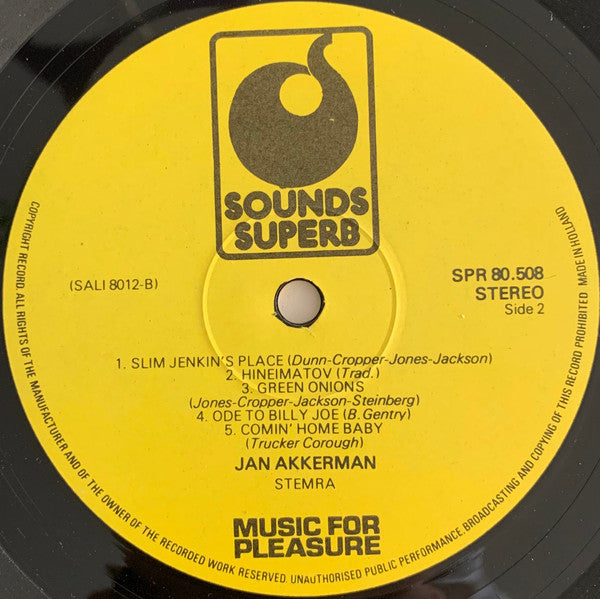 SOUNDS
SUPERB
(SALI 8012-B)
SPR 80.508
STEREO
Side 2
1. SLIM JENKIN'S PLACE (Dunn-Cropper-Jones-Jackson)
2. HINEIMATOV (Trad.)
3. GREEN ONIONS
(Jones-Cropper-Jackson-Steinberg)
4. ODE TO BILLY JOE (B. Gentry)
5. COMIN' HOME BABY
(Trucker Corough)
JAN AKKERMAN
STEMRA
MUSIC FOR
PLEASURE
COPYRIGHT RECORD. ALL RIGHTS OF THE MANUFACTURER AND OF THE OWNER OF THE RECORDED WORK RESERVED. UNAUTHORISED PUBLIC PERFORMANCE, BROADCASTING AND COPYING OF THIS RECORD PROHIBITED MADE IN HOLLAND